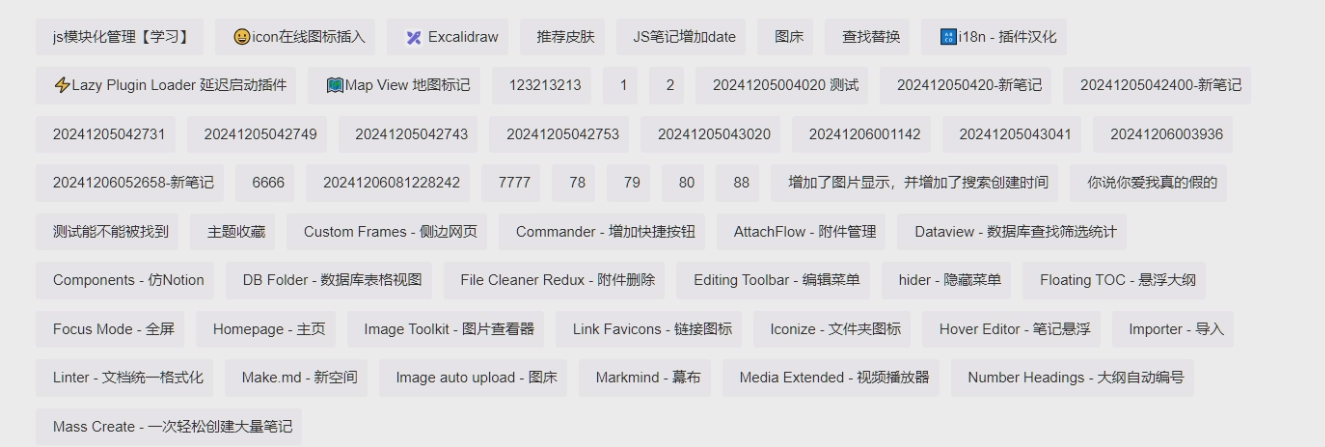 js模块化管理【学习】 😀icon在线图标插入 Excalidraw 推荐皮肤 JS笔记增加date 图床 查找替换 i18n - 插件汉化
⚡Lazy Plugin Loader 延迟启动插件 🗺Map View 地图标记 123213213 1 2 20241205004020 测试 202412050420-新笔记 20241205042400-新笔记
20241205042731 20241205042749 20241205042743 20241205042753 20241205043020 20241206001142 20241205043041 20241206003936
20241206052658-新笔记 6666 20241206081228242 7777 78 79 80 88 增加了图片显示，并增加了搜索创建时间 你说你爱我真的假的
测试能不能被找到 主题收藏 Custom Frames - 侧边网页 Commander - 增加快捷按钮 AttachFlow - 附件管理 Dataview - 数据库查找筛选统计
Components - 仿Notion DB Folder - 数据库表格视图 File Cleaner Redux - 附件删除 Editing Toolbar - 编辑菜单 hider - 隐藏菜单 Floating TOC - 悬浮大纲
Focus Mode - 全屏 Homepage - 主页 Image Toolkit - 图片查看器 Link Favicons - 链接图标 Iconize - 文件夹图标 Hover Editor - 笔记悬浮 Importer - 导入
Linter - 文档统一格式化 Make.md - 新空间 Image auto upload - 图床 Markmind - 幕布 Media Extended - 视频播放器 Number Headings - 大纲自动编号
Mass Create - 一次轻松创建大量笔记